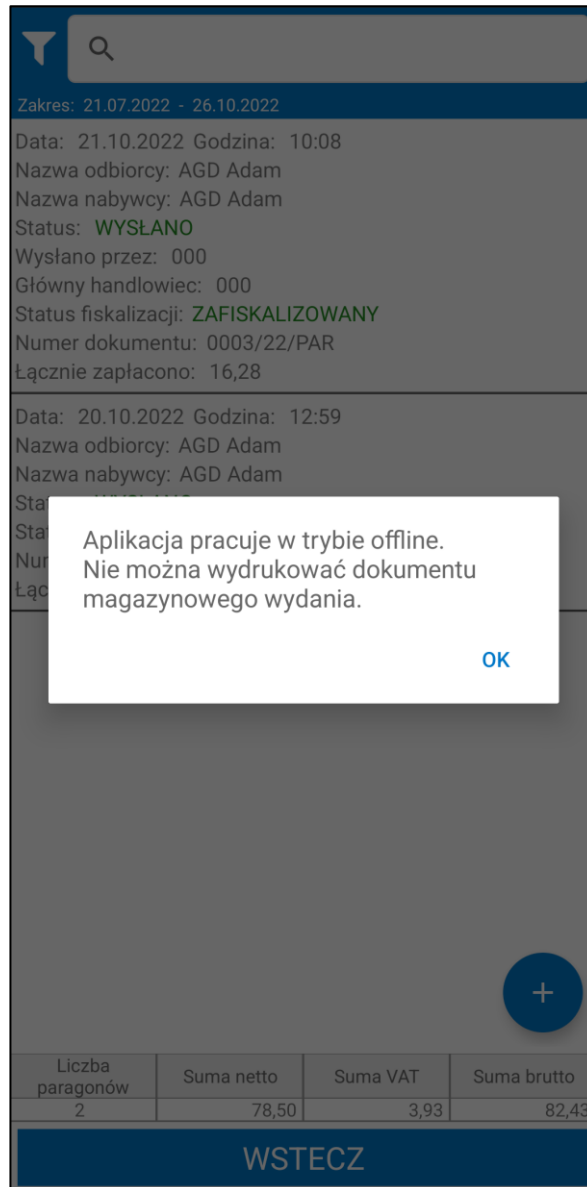 Zakres: 21.07.2022 - 26.10.2022
Data: 21.10.2022 Godzina: 10:08
Nazwa odbiorcy: AGD Adam
Nazwa nabywcy: AGD Adam
Status: WYSŁANO
Wysłano przez: 000
Główny handlowiec: 000
Status fiskalizacji: ZAFISKALIZOWANY
Numer dokumentu: 0003/22/PAR
Łącznie zapłacono: 16,28
Data: 20.10.2022 Godzina: 12:59
Nazwa odbiorcy: AGD Adam
Nazwa nabywcy: AGD Adam
Aplikacja pracuje w trybie offline.
Nie można wydrukować dokumentu
magazynowego wydania.
OK
+
Liczba paragonów Suma netto Suma VAT Suma brutto
2 78,50 3,93 82,43
WSTECZ